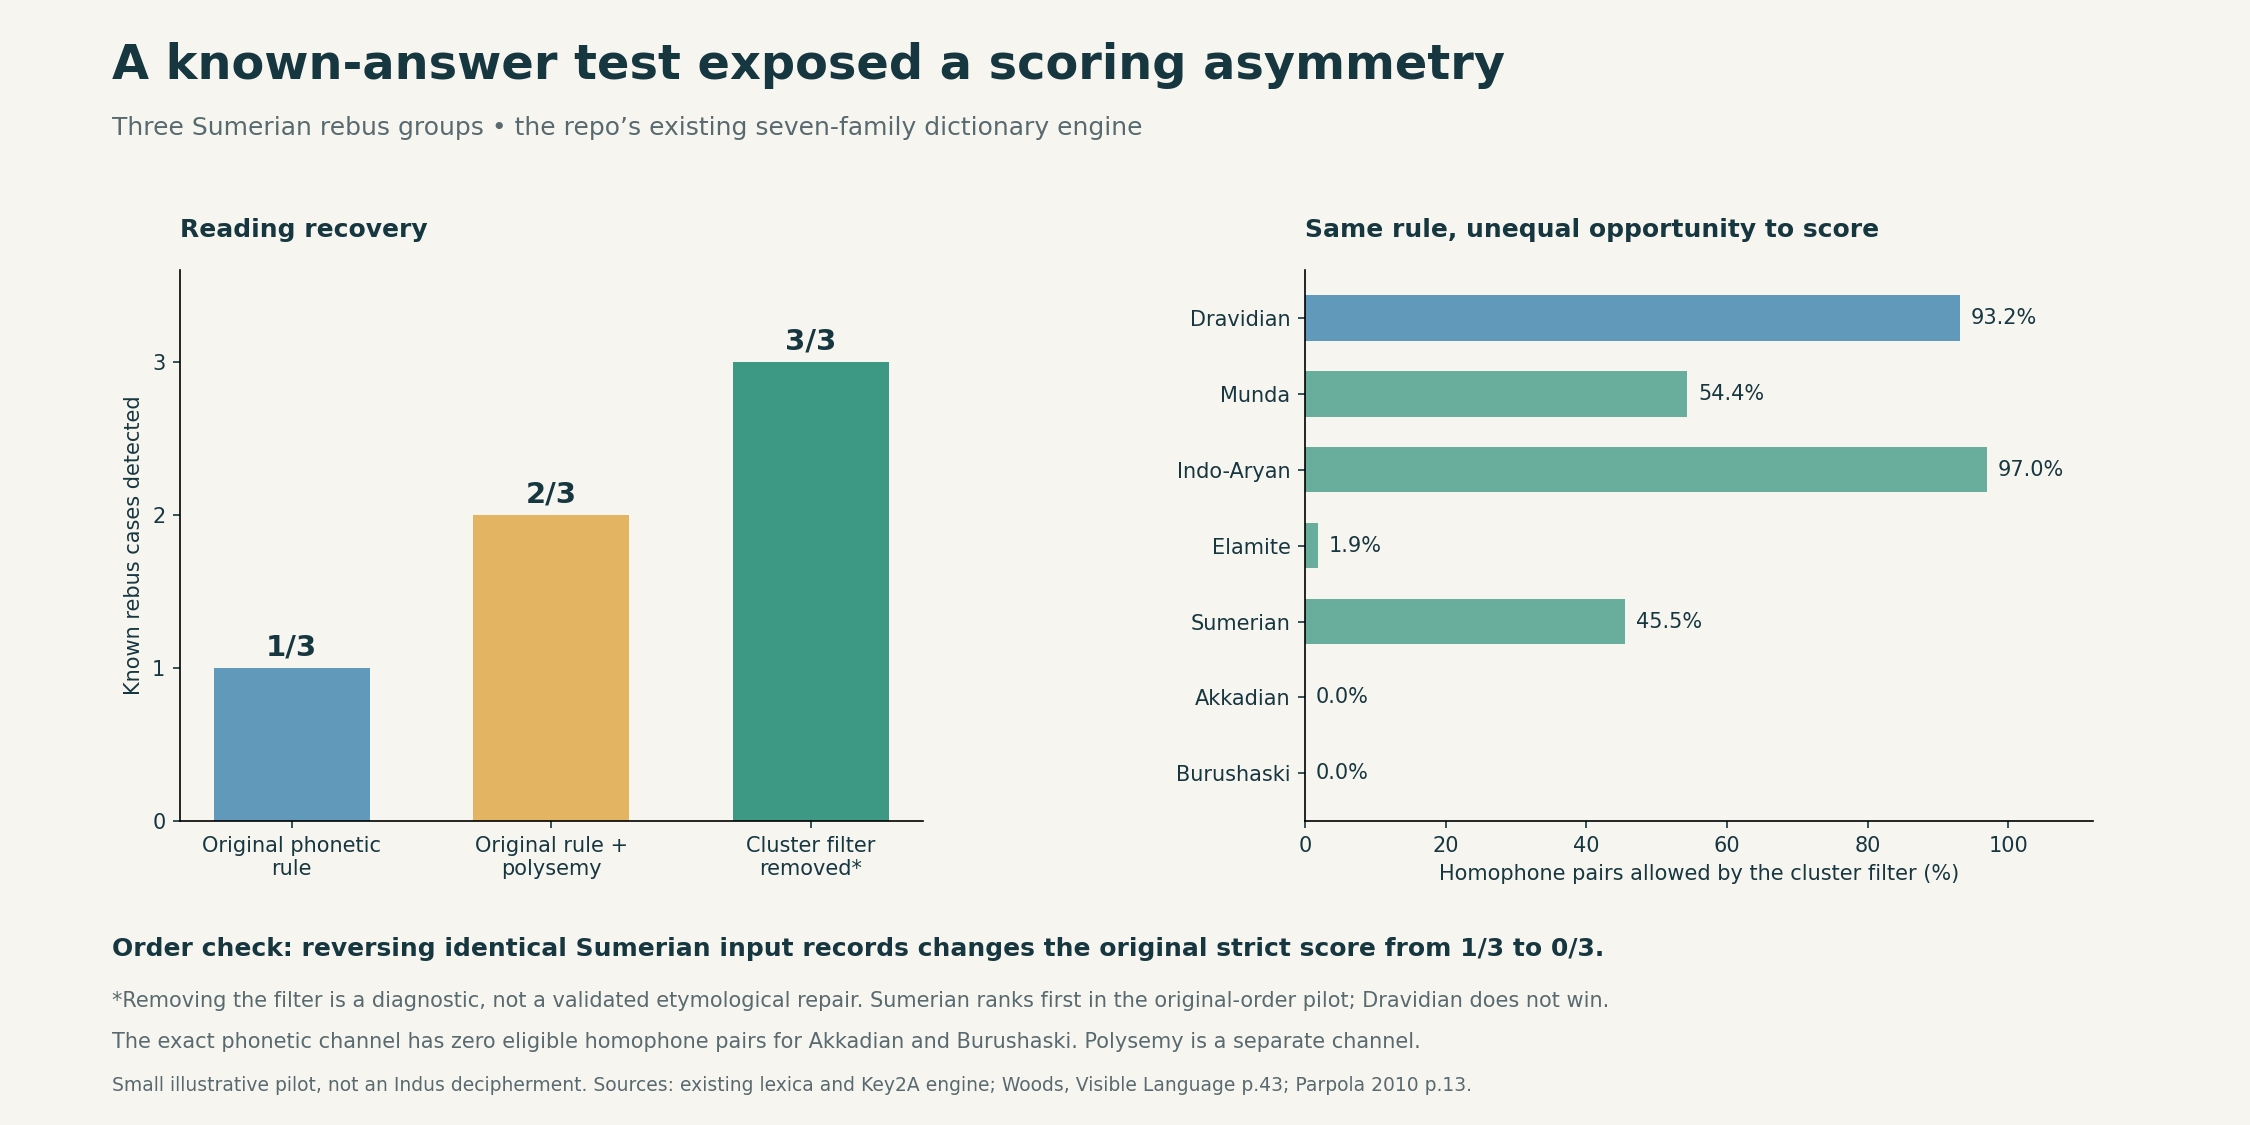 A known-answer test exposed a scoring asymmetry
Three Sumerian rebus groups • the repo’s existing seven-family dictionary engine
Reading recovery
Known rebus cases detected
3
2
1
0
1/3
2/3
3/3
Original phonetic
rule
Original rule +
polysemy
Cluster filter
removed*
Same rule, unequal opportunity to score
Dravidian 93.2%
Munda 54.4%
Indo-Aryan 97.0%
Elamite 1.9%
Sumerian 45.5%
Akkadian 0.0%
Burushaski 0.0%
0 20 40 60 80 100
Homophone pairs allowed by the cluster filter (%)
Order check: reversing identical Sumerian input records changes the original strict score from 1/3 to 0/3.
*Removing the filter is a diagnostic, not a validated etymological repair. Sumerian ranks first in the original-order pilot; Dravidian does not win.
The exact phonetic channel has zero eligible homophone pairs for Akkadian and Burushaski. Polysemy is a separate channel.
Small illustrative pilot, not an Indus decipherment. Sources: existing lexica and Key2A engine; Woods, Visible Language p.43; Parpola 2010 p.13.